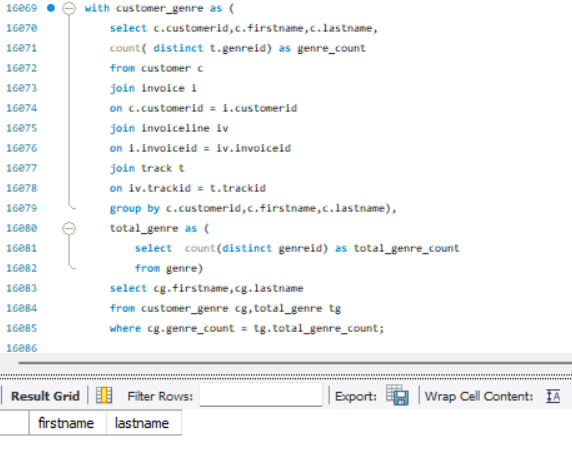 16069 with customer_genre as (
16070 select c.customerid,c.firstname,c.lastname,
16071 count( distinct t.genreid) as genre_count
16072 from customer c
16073 join invoice i
16074 on c.customerid = i.customerid
16075 join invoiceline iv
16076 on i.invoiceid = iv.invoiceid
16077 join track t
16078 on iv.trackid = t.trackid
16079 group by c.customerid,c.firstname,c.lastname),
16080 total_genre as (
16081 select  count(distinct genreid) as total_genre_count
16082 from genre)
16083 select cg.firstname,cg.lastname
16084 from customer_genre cg,total_genre tg
16085 where cg.genre_count = tg.total_genre_count;
16086
Result Grid Filter Rows: Export: Wrap Cell Content: IA
firstname lastname